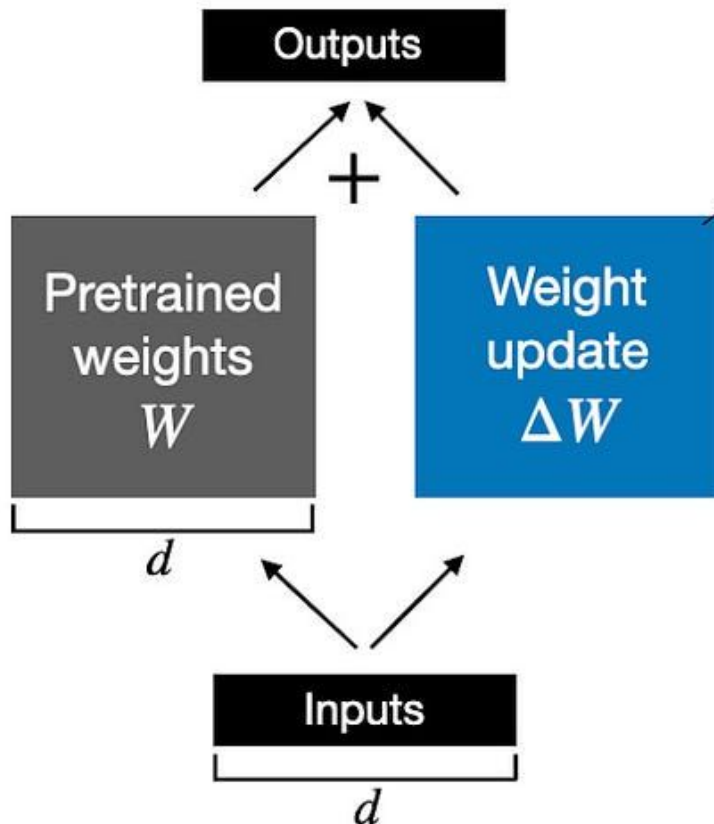 Outputs
+
Pretrained
weights
W
Weight
update
ΔW
d
Inputs
d